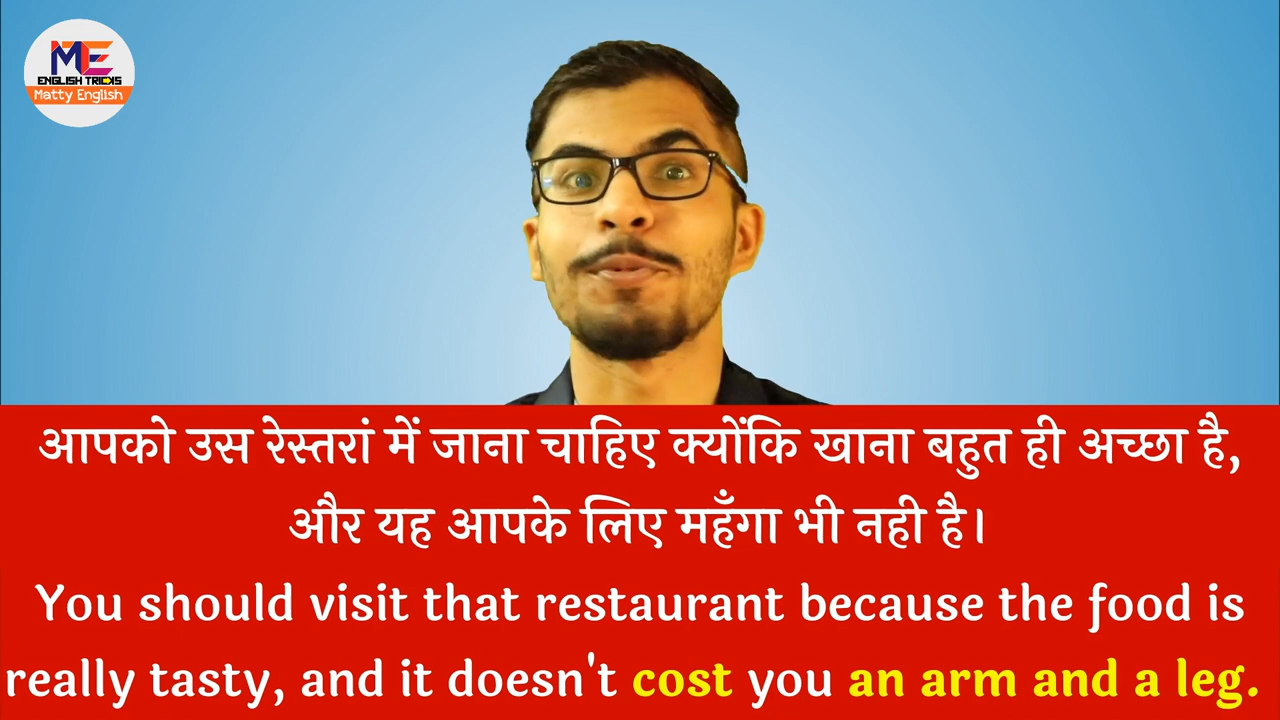 ME
ENGLISH TRICKS
Matty English
आपको उस रेस्तरां में जाना चाहिए क्योंकि खाना बहुत ही अच्छा है,
और यह आपके लिए महँगा भी नही है।
You should visit that restaurant because the food is
really tasty, and it doesn't cost you an arm and a leg.